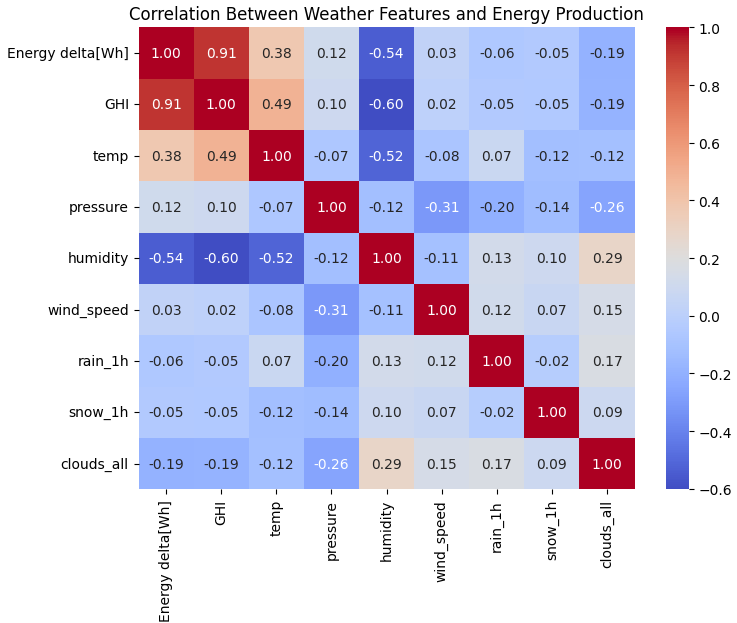 Correlation Between Weather Features and Energy Production
Energy delta[Wh] 1.00 0.91 0.38 0.12 -0.54 0.03 -0.06 -0.05 -0.19
GHI 0.91 1.00 0.49 0.10 -0.60 0.02 -0.05 -0.05 -0.19
temp 0.38 0.49 1.00 -0.07 -0.52 -0.08 0.07 -0.12 -0.12
pressure 0.12 0.10 -0.07 1.00 -0.12 -0.31 -0.20 -0.14 -0.26
humidity -0.54 -0.60 -0.52 -0.12 1.00 -0.11 0.13 0.10 0.29
wind_speed 0.03 0.02 -0.08 -0.31 -0.11 1.00 0.12 0.07 0.15
rain_1h -0.06 -0.05 0.07 -0.20 0.13 0.12 1.00 -0.02 0.17
snow_1h -0.05 -0.05 -0.12 -0.14 0.10 0.07 -0.02 1.00 0.09
clouds_all -0.19 -0.19 -0.12 -0.26 0.29 0.15 0.17 0.09 1.00
Energy delta[Wh]
GHI
temp
pressure
humidity
wind_speed
rain_1h
snow_1h
clouds_all
1.0
0.8
0.6
0.4
0.2
0.0
−0.2
−0.4
−0.6